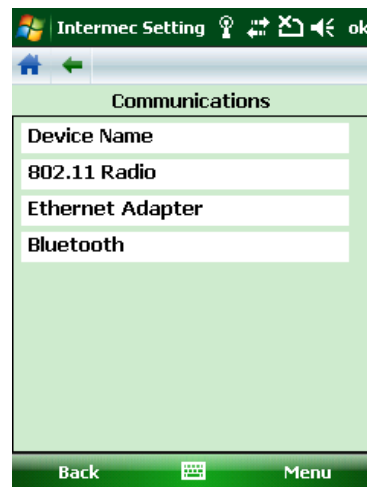 Intermec Setting ok
Communications
Device Name
802.11 Radio
Ethernet Adapter
Bluetooth
Back Menu